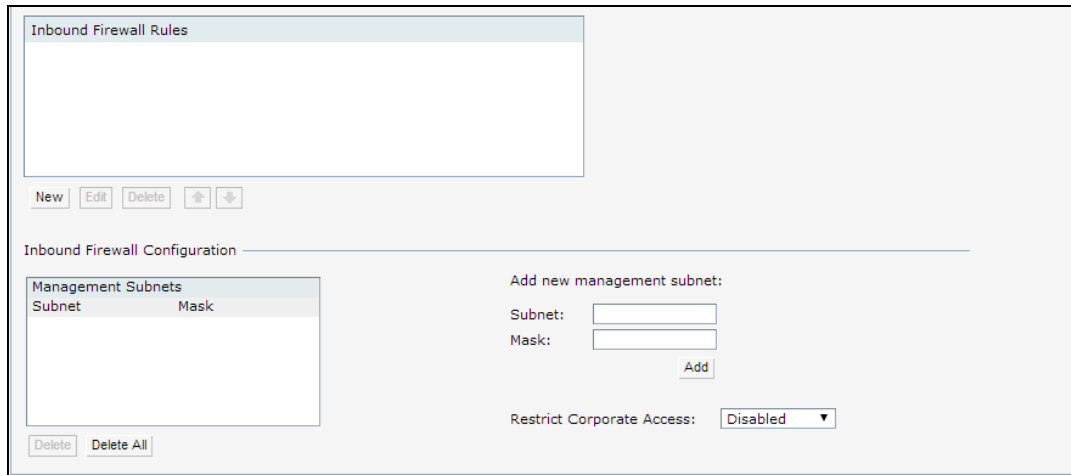 Inbound Firewall Rules
New Edit Delete
Inbound Firewall Configuration
Management Subnets
Subnet Mask
Delete Delete All
Add new management subnet:
Subnet:
Mask:
Add
Restrict Corporate Access: Disabled